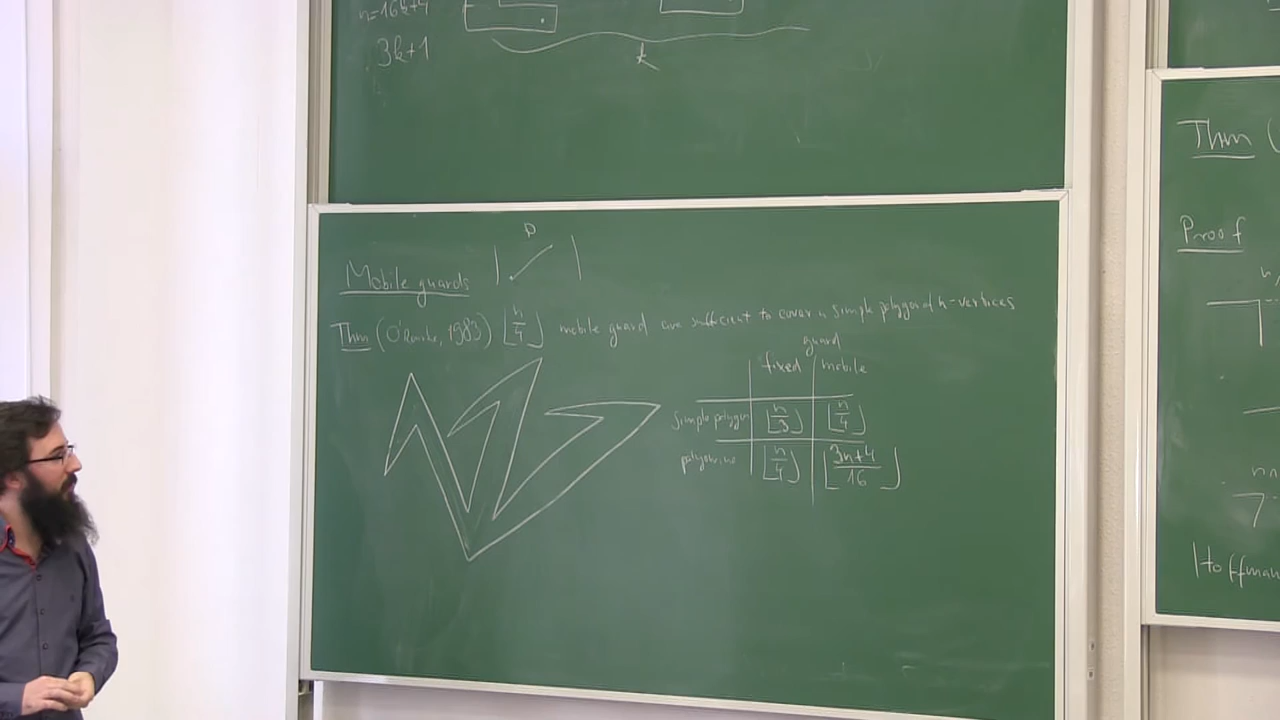 n=16k+4
3k+1
k
P
Mobile guards
Thm (O'Rourke, 1983) ⌊n/4⌋ mobile guard are sufficient to cover a simple polygon of n-vertices
guard
fixed mobile
Simple polygon ⌊n/3⌋ ⌊n/4⌋
polyomino ⌊n/4⌋ ⌊3n+4/16⌋
Thm (
Proof
Hoffman